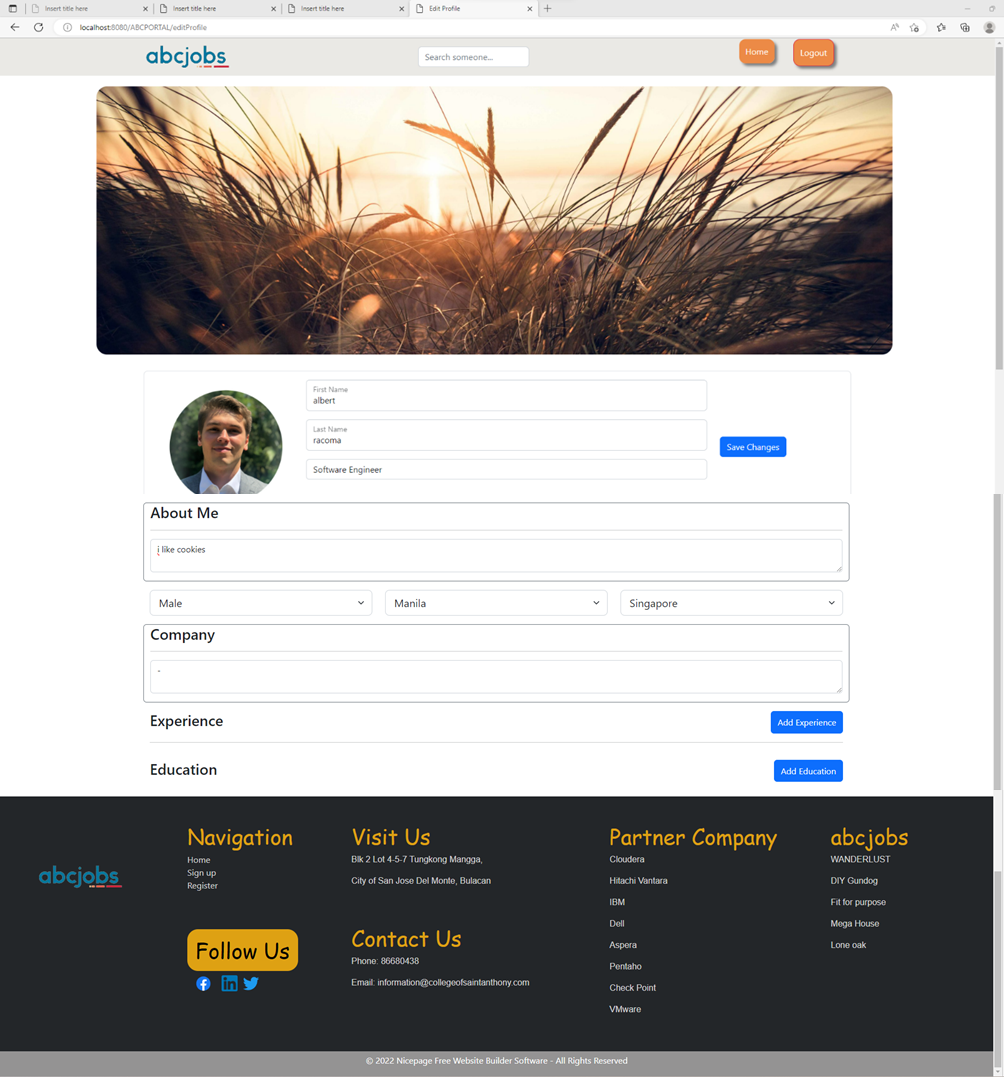 Insert title here
Insert title here
Insert title here
Edit Profile
localhost:8080/ABCPORTAL/editProfile
abcjobs
Search someone...
Home
Logout
First Name
albert
Last Name
racoma
Software Engineer
Save Changes
About Me
i like cookies
Male
Manila
Singapore
Company
-
Experience
Add Experience
Education
Add Education
abcjobs
Navigation
Home
Sign up
Register
Follow Us
Visit Us
Blk 2 Lot 4-5-7 Tungkong Mangga,
City of San Jose Del Monte, Bulacan
Contact Us
Phone: 86680438
Email: information@collegeofsaintanthony.com
Partner Company
Cloudera
Hitachi Vantara
IBM
Dell
Aspera
Pentaho
Check Point
VMware
abcjobs
WANDERLUST
DIY Gundog
Fit for purpose
Mega House
Lone oak
© 2022 Nicepage Free Website Builder Software - All Rights Reserved